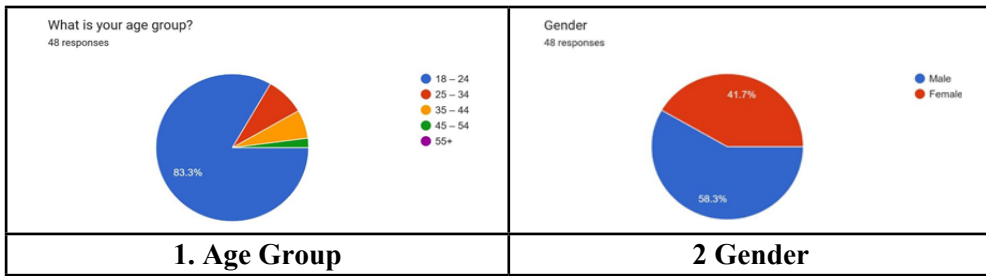 What is your age group?
48 responses
18 – 24
25 – 34
35 – 44
45 – 54
55+
83.3%
1. Age Group
Gender
48 responses
Male
Female
41.7%
58.3%
2 Gender